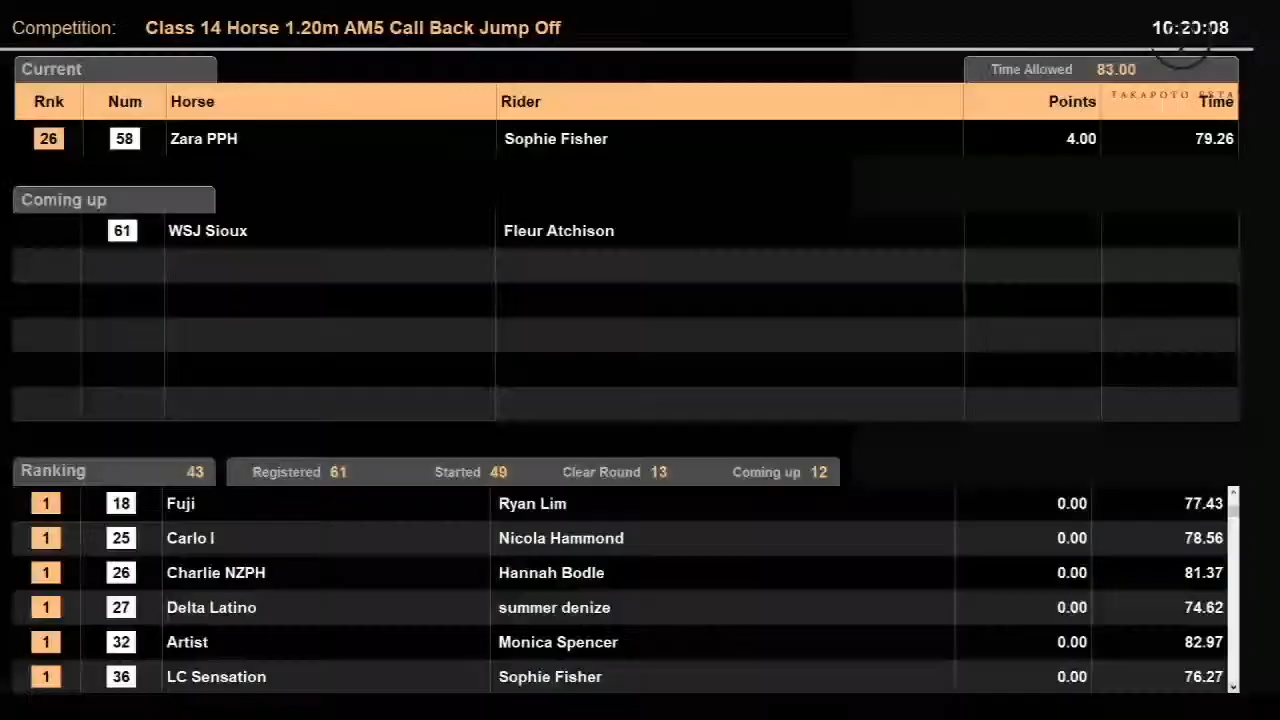 Competition: Class 14 Horse 1.20m AM5 Call Back Jump Off 10:20:08
Current Time Allowed 83.00
TAKAPOTO
Rnk Num Horse Rider Points Time
26 58 Zara PPH Sophie Fisher 4.00 79.26
Coming up
61 WSJ Sioux Fleur Atchison
Ranking 43 Registered 61 Started 49 Clear Round 13 Coming up 12
1 18 Fuji Ryan Lim 0.00 77.43
1 25 Carlo I Nicola Hammond 0.00 78.56
1 26 Charlie NZPH Hannah Bodle 0.00 81.37
1 27 Delta Latino summer denize 0.00 74.62
1 32 Artist Monica Spencer 0.00 82.97
1 36 LC Sensation Sophie Fisher 0.00 76.27